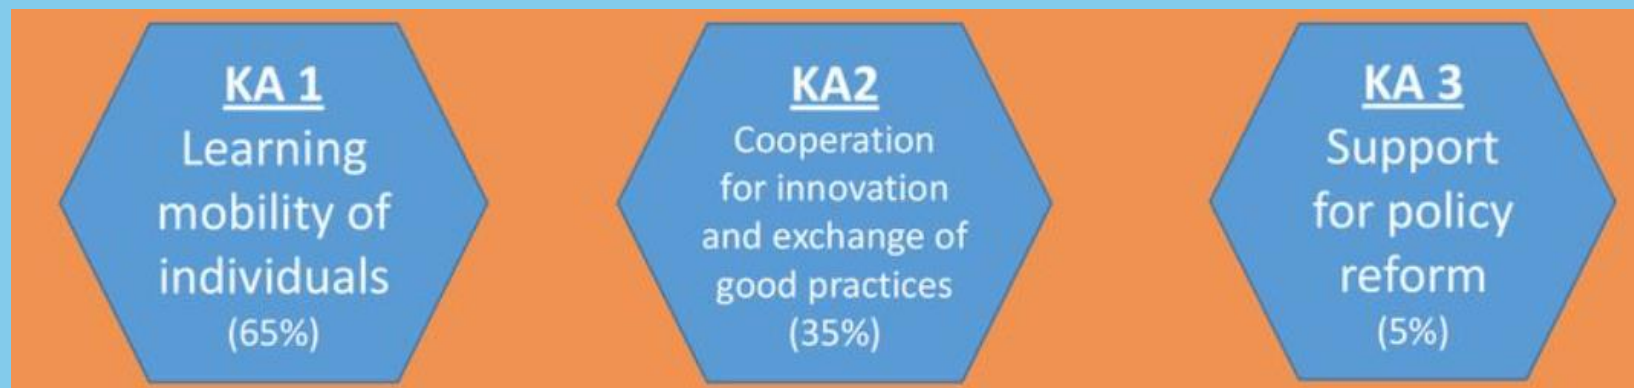 KA 1
Learning
mobility of
individuals
(65%)
KA2
Cooperation
for innovation
and exchange of
good practices
(35%)
KA 3
Support
for policy
reform
(5%)